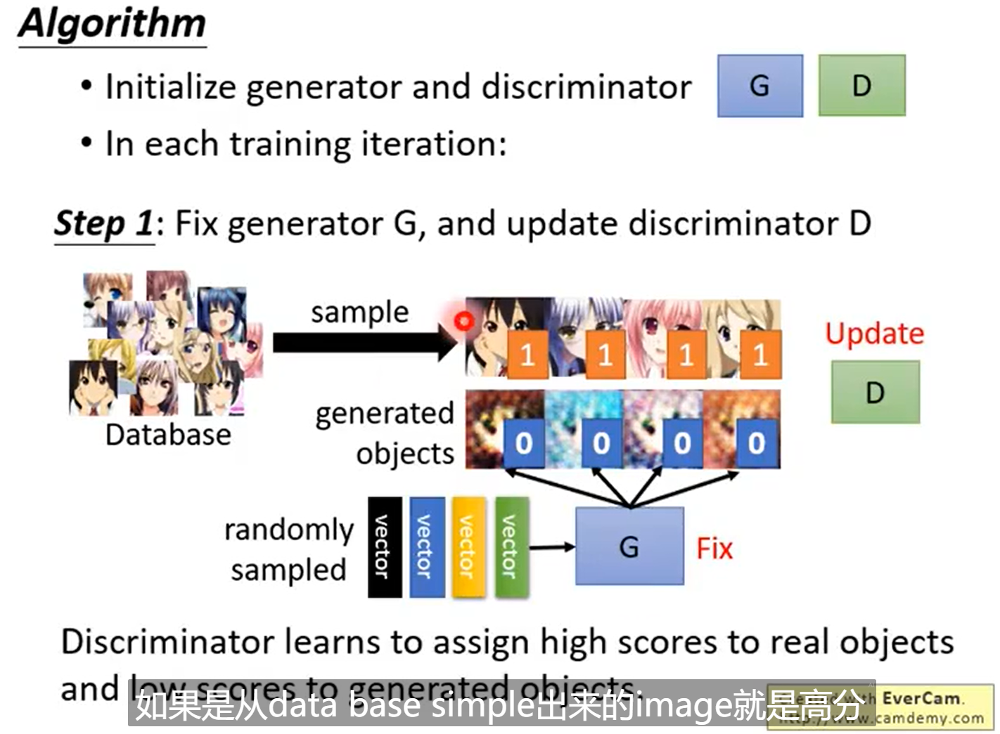 Algorithm
• Initialize generator and discriminator
G
D
• In each training iteration:
Step 1: Fix generator G, and update discriminator D
sample
1
1
1
1
Update
D
Database
generated
objects
0
0
0
0
randomly
sampled
vector
vector
vector
vector
G
Fix
Discriminator learns to assign high scores to real objects
and low scores to generated objects.
如果是从data base simple出来的image就是高分
with EverCam.
http://www.camdemy.com